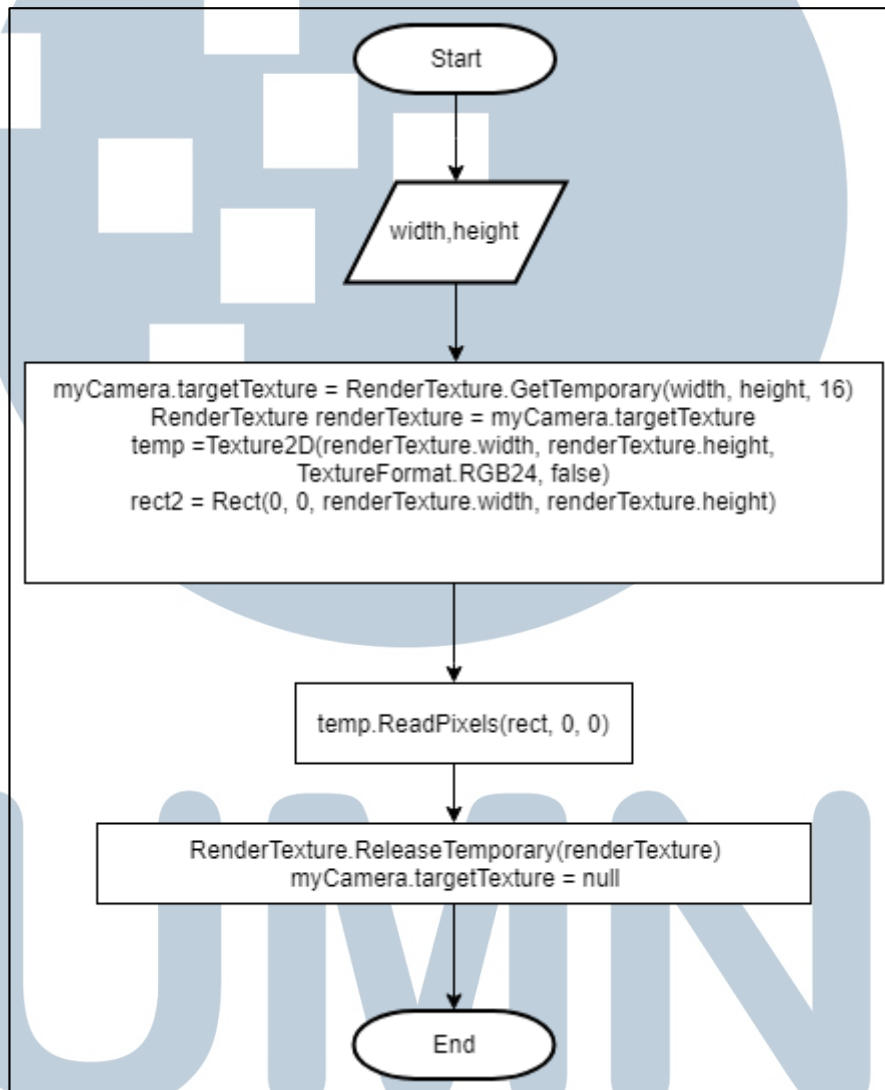 Start
width,height
myCamera.targetTexture = RenderTexture.GetTemporary(width, height, 16)
RenderTexture renderTexture = myCamera.targetTexture
temp =Texture2D(renderTexture.width, renderTexture.height,
TextureFormat.RGB24, false)
rect2 = Rect(0, 0, renderTexture.width, renderTexture.height)
temp.ReadPixels(rect, 0, 0)
RenderTexture.ReleaseTemporary(renderTexture)
myCamera.targetTexture = null
End
UMN